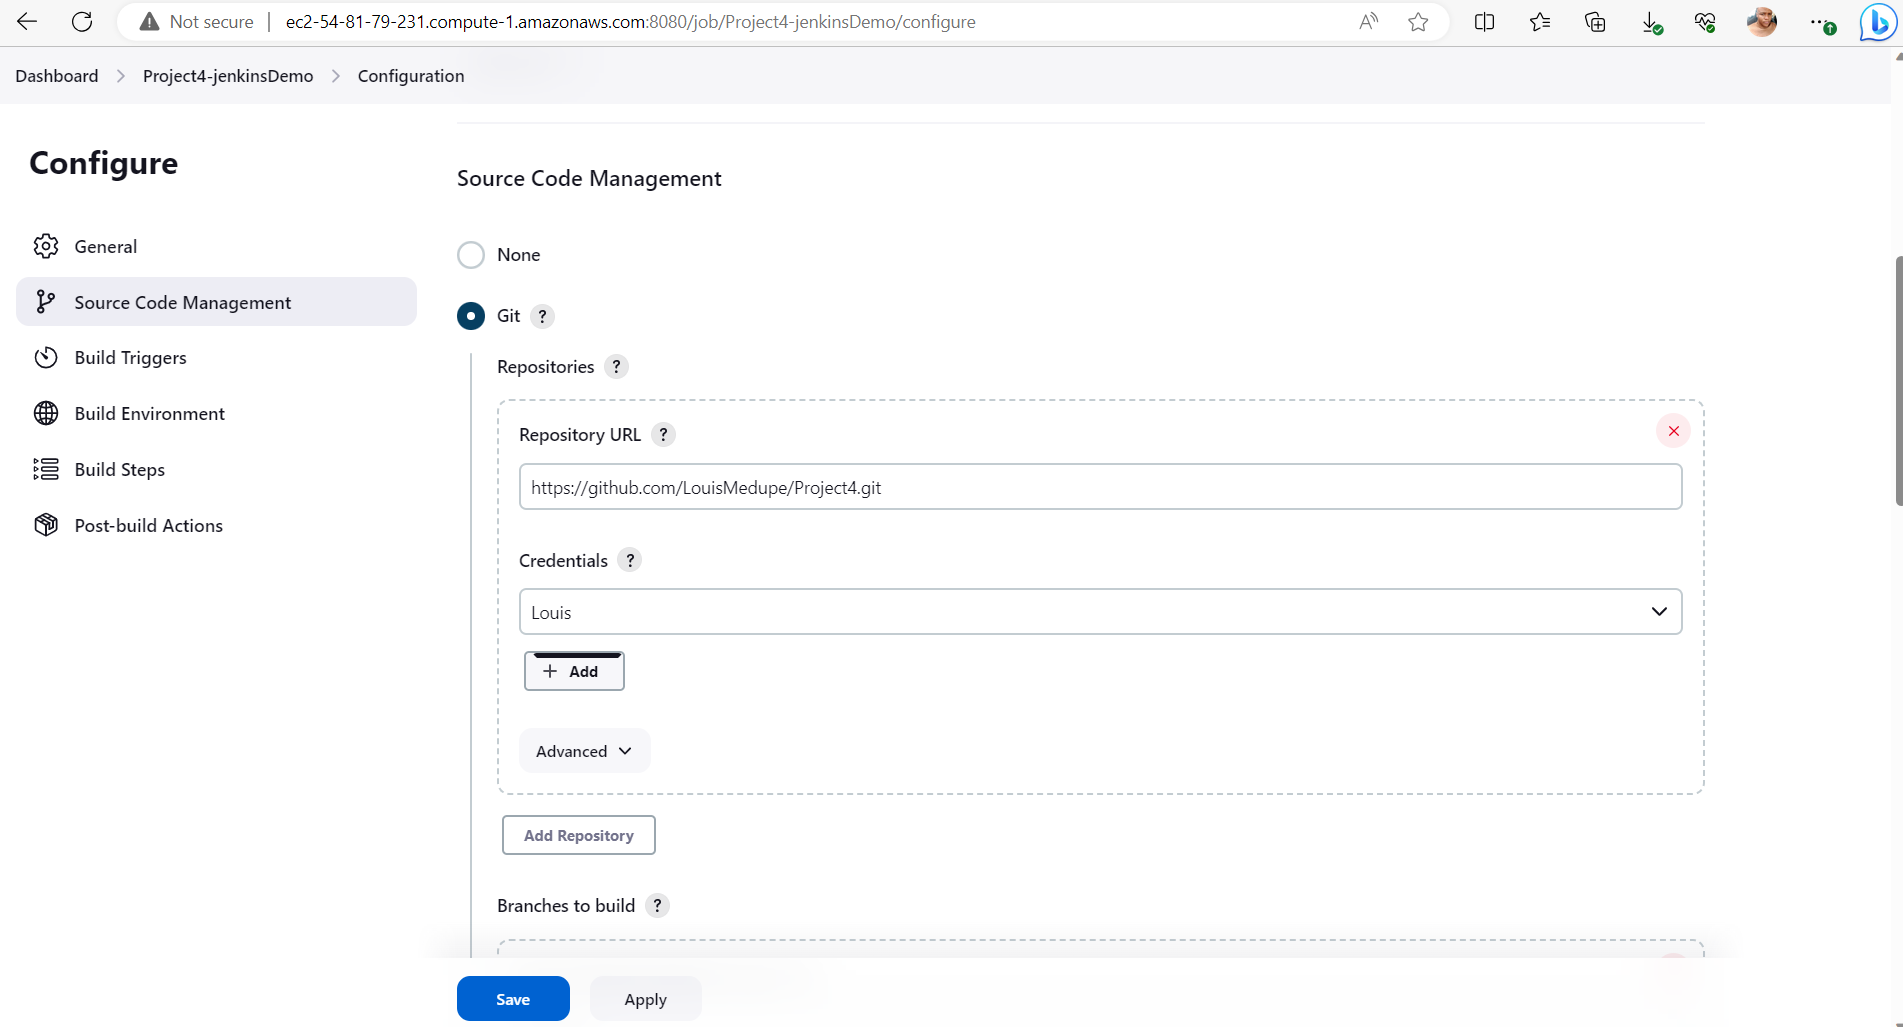 Not secure | ec2-54-81-79-231.compute-1.amazonaws.com:8080/job/Project4-jenkinsDemo/configure
Dashboard > Project4-jenkinsDemo > Configuration
Configure
General
Source Code Management
Build Triggers
Build Environment
Build Steps
Post-build Actions
Source Code Management
None
Git ?
Repositories ?
Repository URL ?
https://github.com/LouisMedupe/Project4.git
Credentials ?
Louis
+ Add
Advanced
Add Repository
Branches to build ?
Save Apply